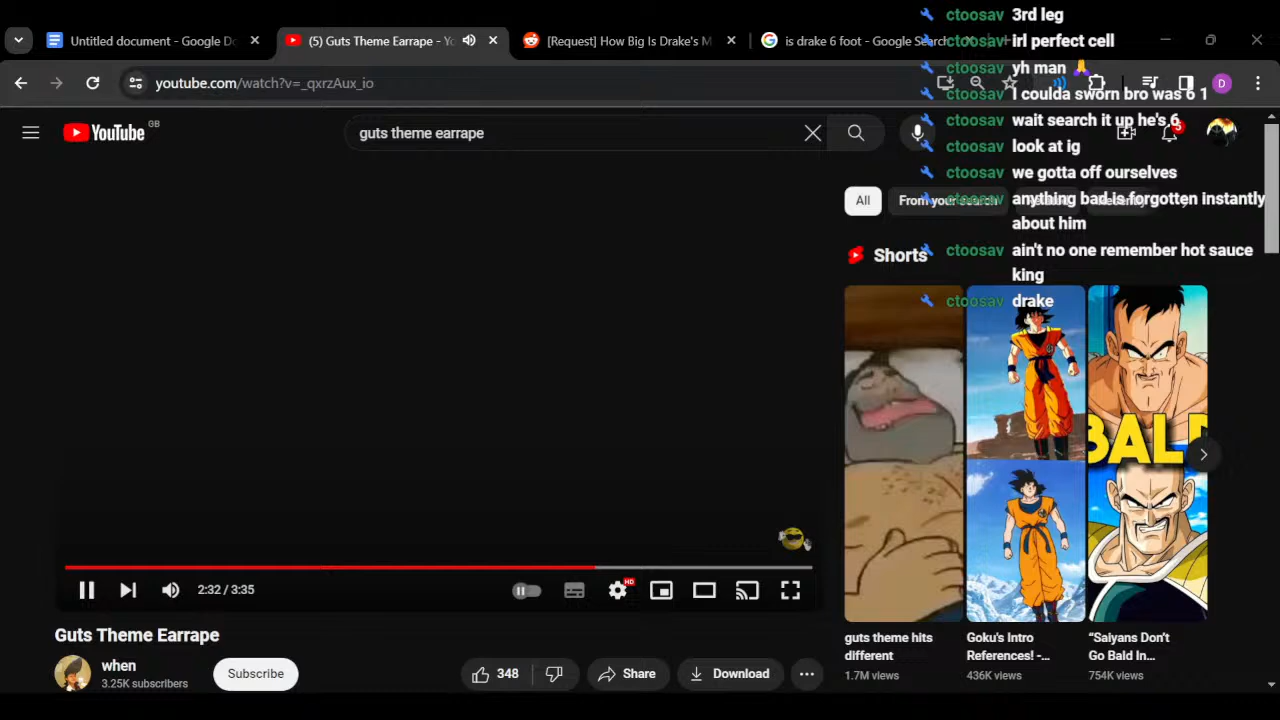 Untitled document - Google Do
(5) Guts Theme Earrape - Yo
[Request] How Big Is Drake's M
is drake 6 foot - Google Search
youtube.com/watch?v=_qxrzAux_io
D
YouTube
GB
guts theme earrape
5
ctoosav 3rd leg
ctoosav irl perfect cell
ctoosav yh man 🙏
ctoosav I coulda sworn bro was 6 1
ctoosav wait search it up he's 6
ctoosav look at ig
ctoosav we gotta off ourselves
ctoosav anything bad is forgotten instantly
about him
ctoosav ain't no one remember hot sauce
king
ctoosav drake
All
From your search
Shorts
BALD
2:32 / 3:35
HD
Guts Theme Earrape
when
3.25K subscribers
Subscribe
348
Share
Download
guts theme hits
different
1.7M views
Goku's Intro
References! -...
436K views
“Saiyans Don’t
Go Bald In...
754K views